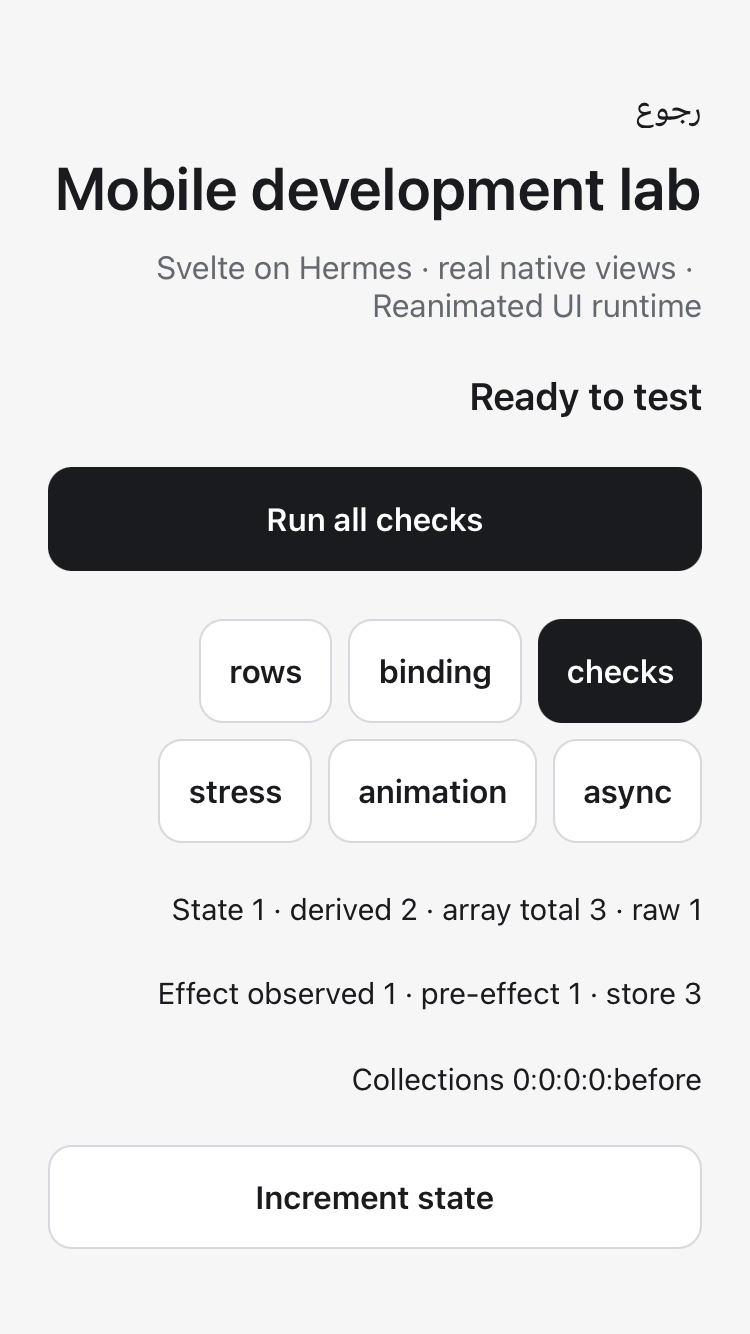 رجوع
Mobile development lab
Svelte on Hermes · real native views ·
Reanimated UI runtime
Ready to test
Run all checks
checks binding rows
async animation stress
State 1 · derived 2 · array total 3 · raw 1
Effect observed 1 · pre-effect 1 · store 3
Collections 0:0:0:0:before
Increment state